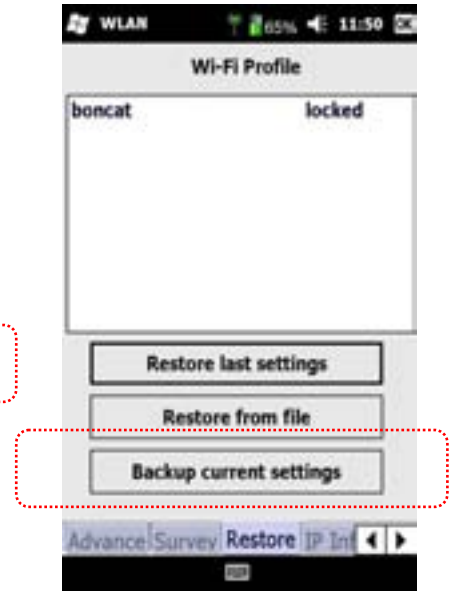 WLAN 65% 11:50 OK
Wi-Fi Profile
boncat locked
Restore last settings
Restore from file
Backup current settings
Advance Survey Restore IP Inf